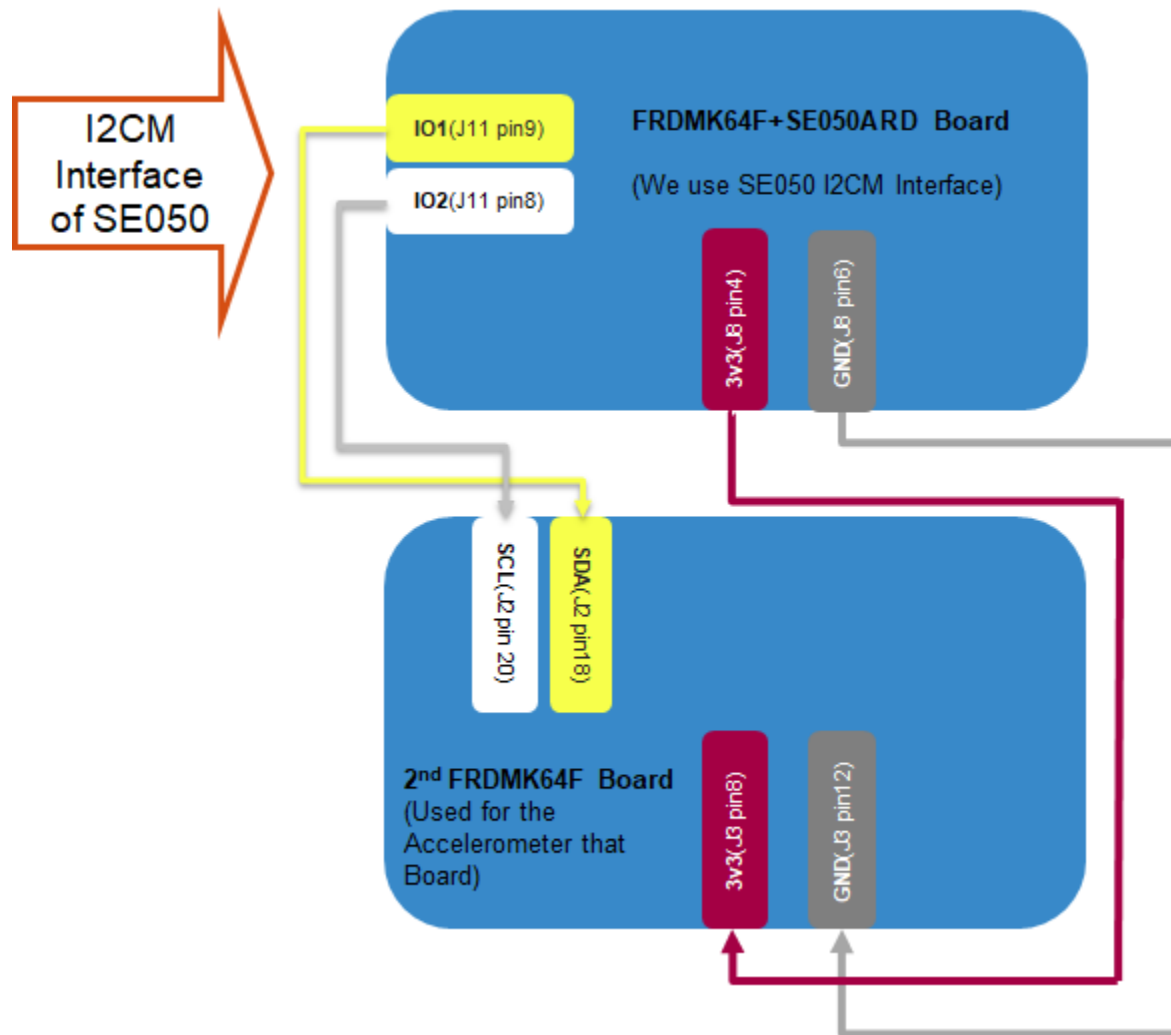 I2CM
Interface
of SE050
IO1(J11 pin9)
IO2(J11 pin8)
FRDMK64F+SE050ARD Board
(We use SE050 I2CM Interface)
3v3(J8 pin4)
GND(J8 pin6)
SCL(J2 pin 20)
SDA(J2 pin18)
2nd FRDMK64F Board
(Used for the
Accelerometer that
Board)
3v3(J3 pin8)
GND(J3 pin12)